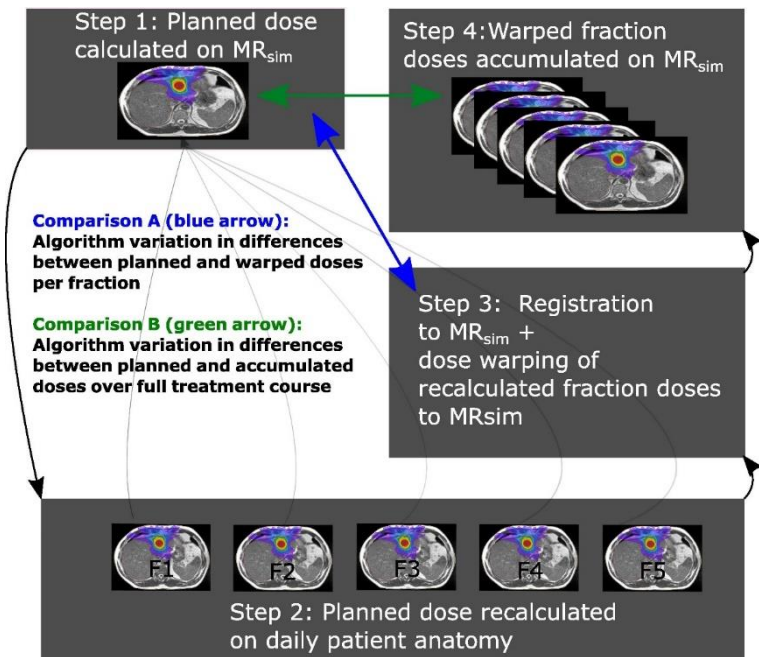 Step 1: Planned dose
calculated on MRsim
Step 4:Warped fraction
doses accumulated on MRsim
Comparison A (blue arrow):
Algorithm variation in differences
between planned and warped doses
per fraction
Comparison B (green arrow):
Algorithm variation in differences
between planned and accumulated
doses over full treatment course
Step 3: Registration
to MRsim +
dose warping of
recalculated fraction doses
to MRsim
F1
F2
F3
F4
F5
Step 2: Planned dose recalculated
on daily patient anatomy